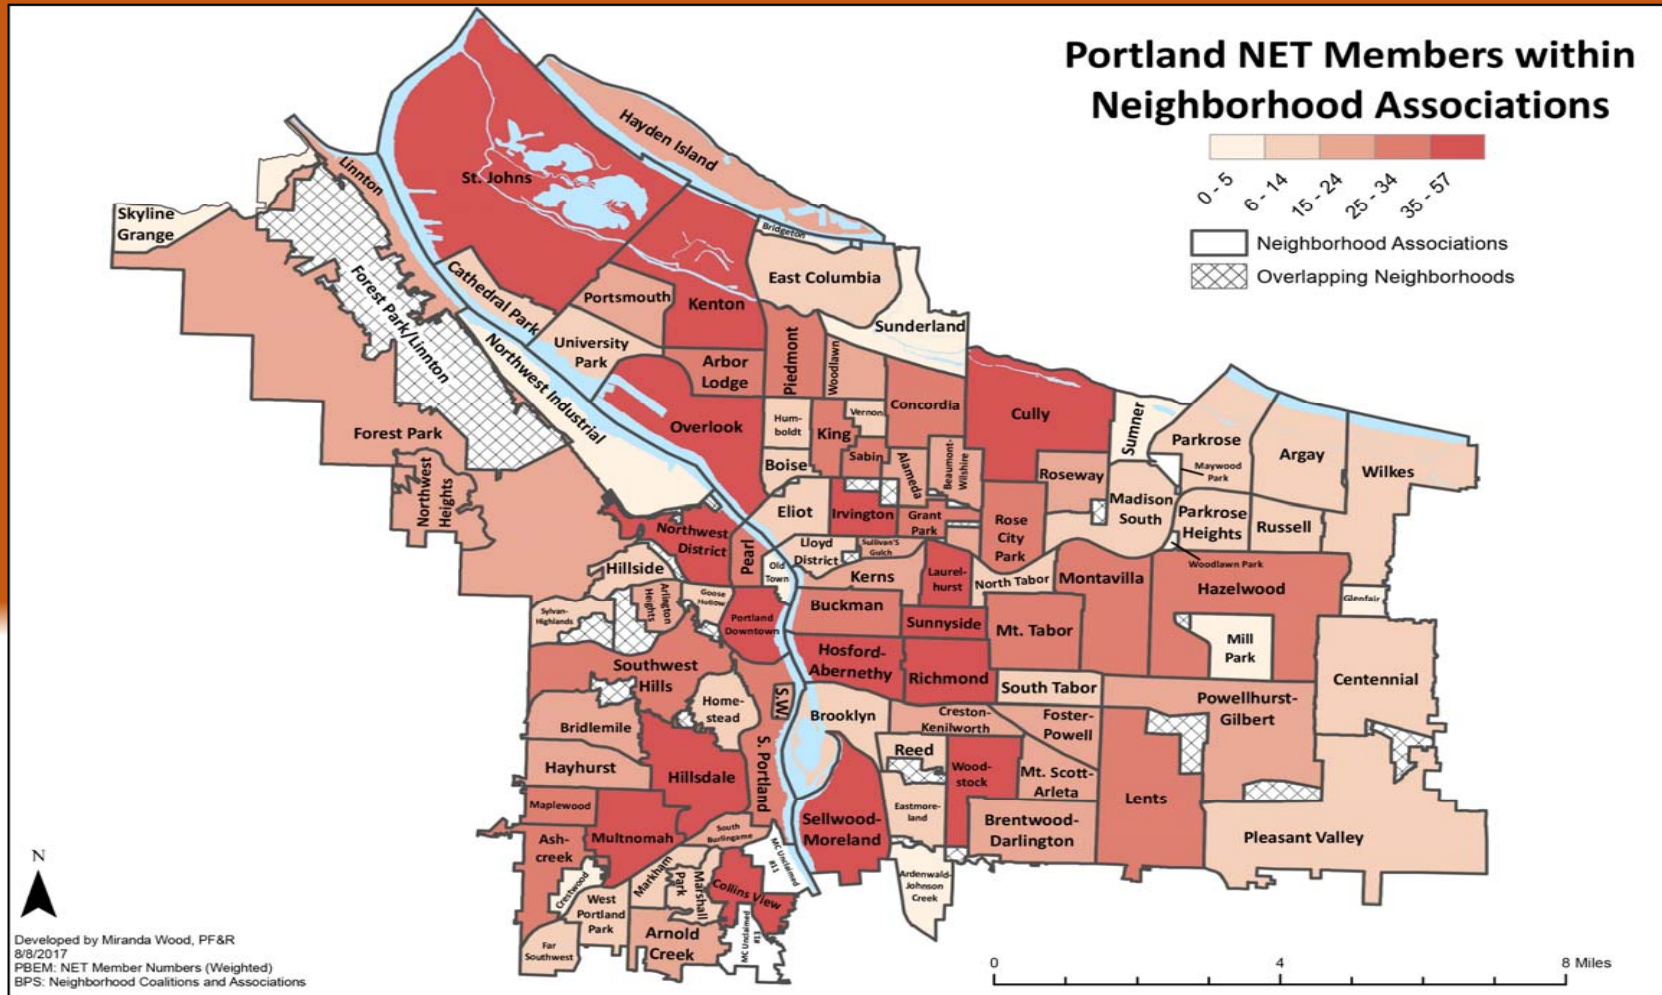 Portland NET Members within
Neighborhood Associations
0 - 5
6 - 14
15 - 24
25 - 34
35 - 57
Neighborhood Associations
Overlapping Neighborhoods
Hayden Island
Linnton
St. Johns
Skyline
Grange
Bridgeton
East Columbia
Cathedral Park
Portsmouth
Kenton
Forest Park/Linnton
Sunderland
University
Park
Northwest Industrial
Arbor
Lodge
Piedmont
Woodlawn
Concordia
Cully
Sumner
Overlook
Hum-
boldt
King
Vernon
Forest Park
Parkrose
Argay
Wilkes
Maywood
Park
Northwest
Heights
Boise
Sabin
Alameda
Beaumont-
Wilshire
Roseway
Madison
South
Eliot
Irvington
Grant
Park
Rose
City
Park
Parkrose
Heights
Russell
Northwest
District
Pearl
Lloyd
District
Sullivan'S
Gulch
Woodlawn Park
Hillside
Old
Town
Kerns
Laurel-
hurst
North Tabor
Montavilla
Hazelwood
Glenfair
Arlington
Heights
Goose
Hollow
Sylvan-
Highlands
Portland
Downtown
Buckman
Sunnyside
Mt. Tabor
Mill
Park
Southwest
Hills
Hosford-
Abernethy
Richmond
South Tabor
Centennial
Home-
stead
S.W.
Brooklyn
Creston-
Kenilworth
Foster-
Powell
Powellhurst-
Gilbert
Bridlemile
S. Portland
Reed
Hayhurst
Hillsdale
Wood-
stock
Mt. Scott-
Arleta
Lents
Maplewood
Eastmore-
land
Sellwood-
Moreland
Brentwood-
Darlington
Pleasant Valley
Ash-
creek
Multnomah
South
Burlingame
MC Unclaimed
#11
Crestwood
Markham
Park
Marshall
Park
Collins View
Ardenwald-
Johnson
Creek
West
Portland
Park
Arnold
Creek
MC Unclaimed
Far
Southwest
N
Developed by Miranda Wood, PF&R
8/8/2017
PBEM: NET Member Numbers (Weighted)
BPS: Neighborhood Coalitions and Associations
0
4
8 Miles